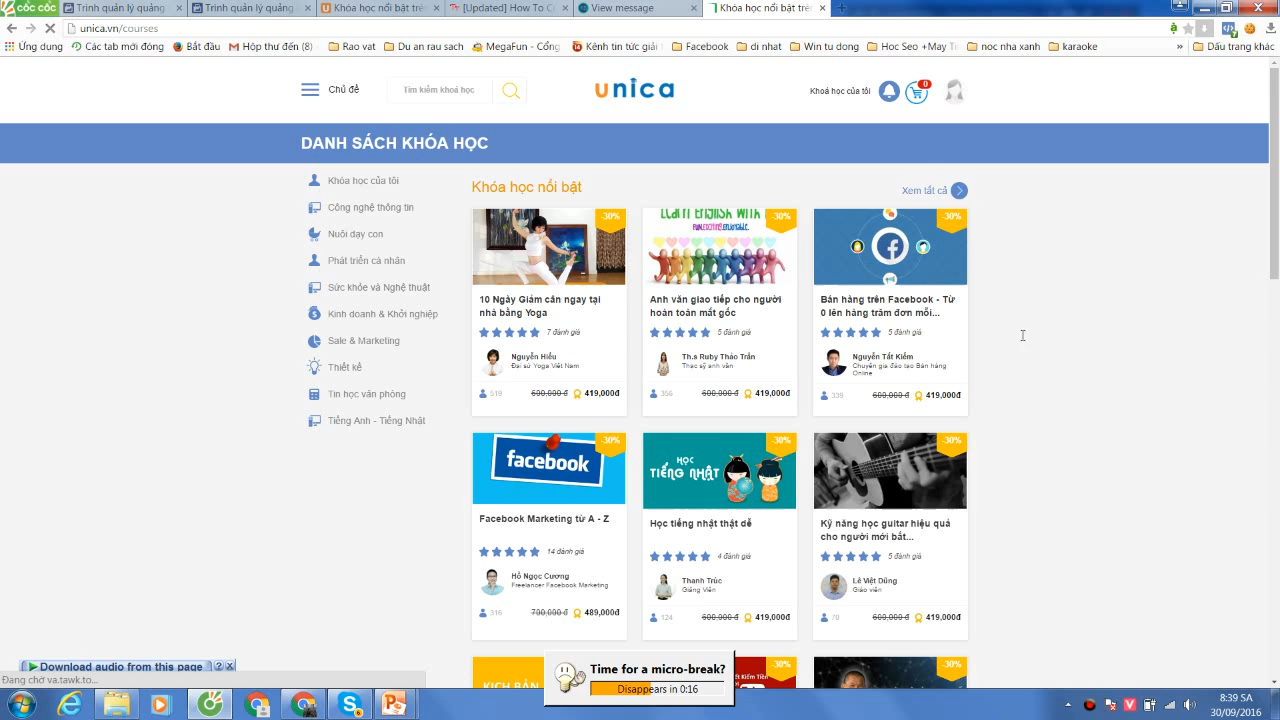 cốc cốc
Trình quản lý quảng
Trình quản lý quảng
Khóa học nổi bật trên
[Updated] How To C
View message
Khóa học nổi bật trê
unica.vn/courses
Ứng dụng
Các tab mới đóng
Bắt đầu
Hộp thư đến (8)
Rao vat
Du an rau sach
MegaFun - Cổng
Kênh tin tức giải
Facebook
di nhat
Win tu dong
Hoc Seo +May T
noc nha xanh
karaoke
»
Dấu trang khác
Chủ đề
Tìm kiếm khoá học
unica
Khoá học của tôi
0
DANH SÁCH KHÓA HỌC
Khóa học của tôi
Công nghệ thông tin
Nuôi dạy con
Phát triển cá nhân
Sức khỏe và Nghệ thuật
Kinh doanh & Khởi nghiệp
Sale & Marketing
Thiết kế
Tin học văn phòng
Tiếng Anh - Tiếng Nhật
Khóa học nổi bật
Xem tất cả
-30%
10 Ngày Giảm cân ngay tại
nhà bằng Yoga
7 đánh giá
Nguyễn Hiếu
Đại sứ Yoga Việt Nam
519
600,000 đ
419,000đ
LEARN ENGLISH WITH
FUN, EXCITING, ENJOYABLE.
-30%
Anh văn giao tiếp cho người
hoàn toàn mất gốc
5 đánh giá
Th.s Ruby Thảo Trần
Thạc sỹ anh văn
356
600,000 đ
419,000đ
-30%
Bán hàng trên Facebook - Từ
0 lên hàng trăm đơn mỗi...
5 đánh giá
Nguyễn Tất Kiểm
Chuyên gia đào tạo Bán hàng
Online
339
600,000 đ
419,000đ
facebook
-30%
Facebook Marketing từ A - Z
14 đánh giá
Hồ Ngọc Cương
Freelancer Facebook Marketing
316
700,000 đ
489,000đ
HỌC
TIẾNG NHẬT
-30%
Học tiếng nhật thật dễ
4 đánh giá
Thanh Trúc
Giảng Viên
124
600,000 đ
419,000đ
-30%
Kỹ năng học guitar hiệu quả
cho người mới bắt...
5 đánh giá
Lê Việt Dũng
Giáo viên
70
600,000 đ
419,000đ
KỊCH BẢN
-30%
-30%
-30%
Download audio from this page
?
X
Đang chờ va.tawk.to...
Time for a micro-break?
Disappears in 0:16
8:39 SA
30/09/2016